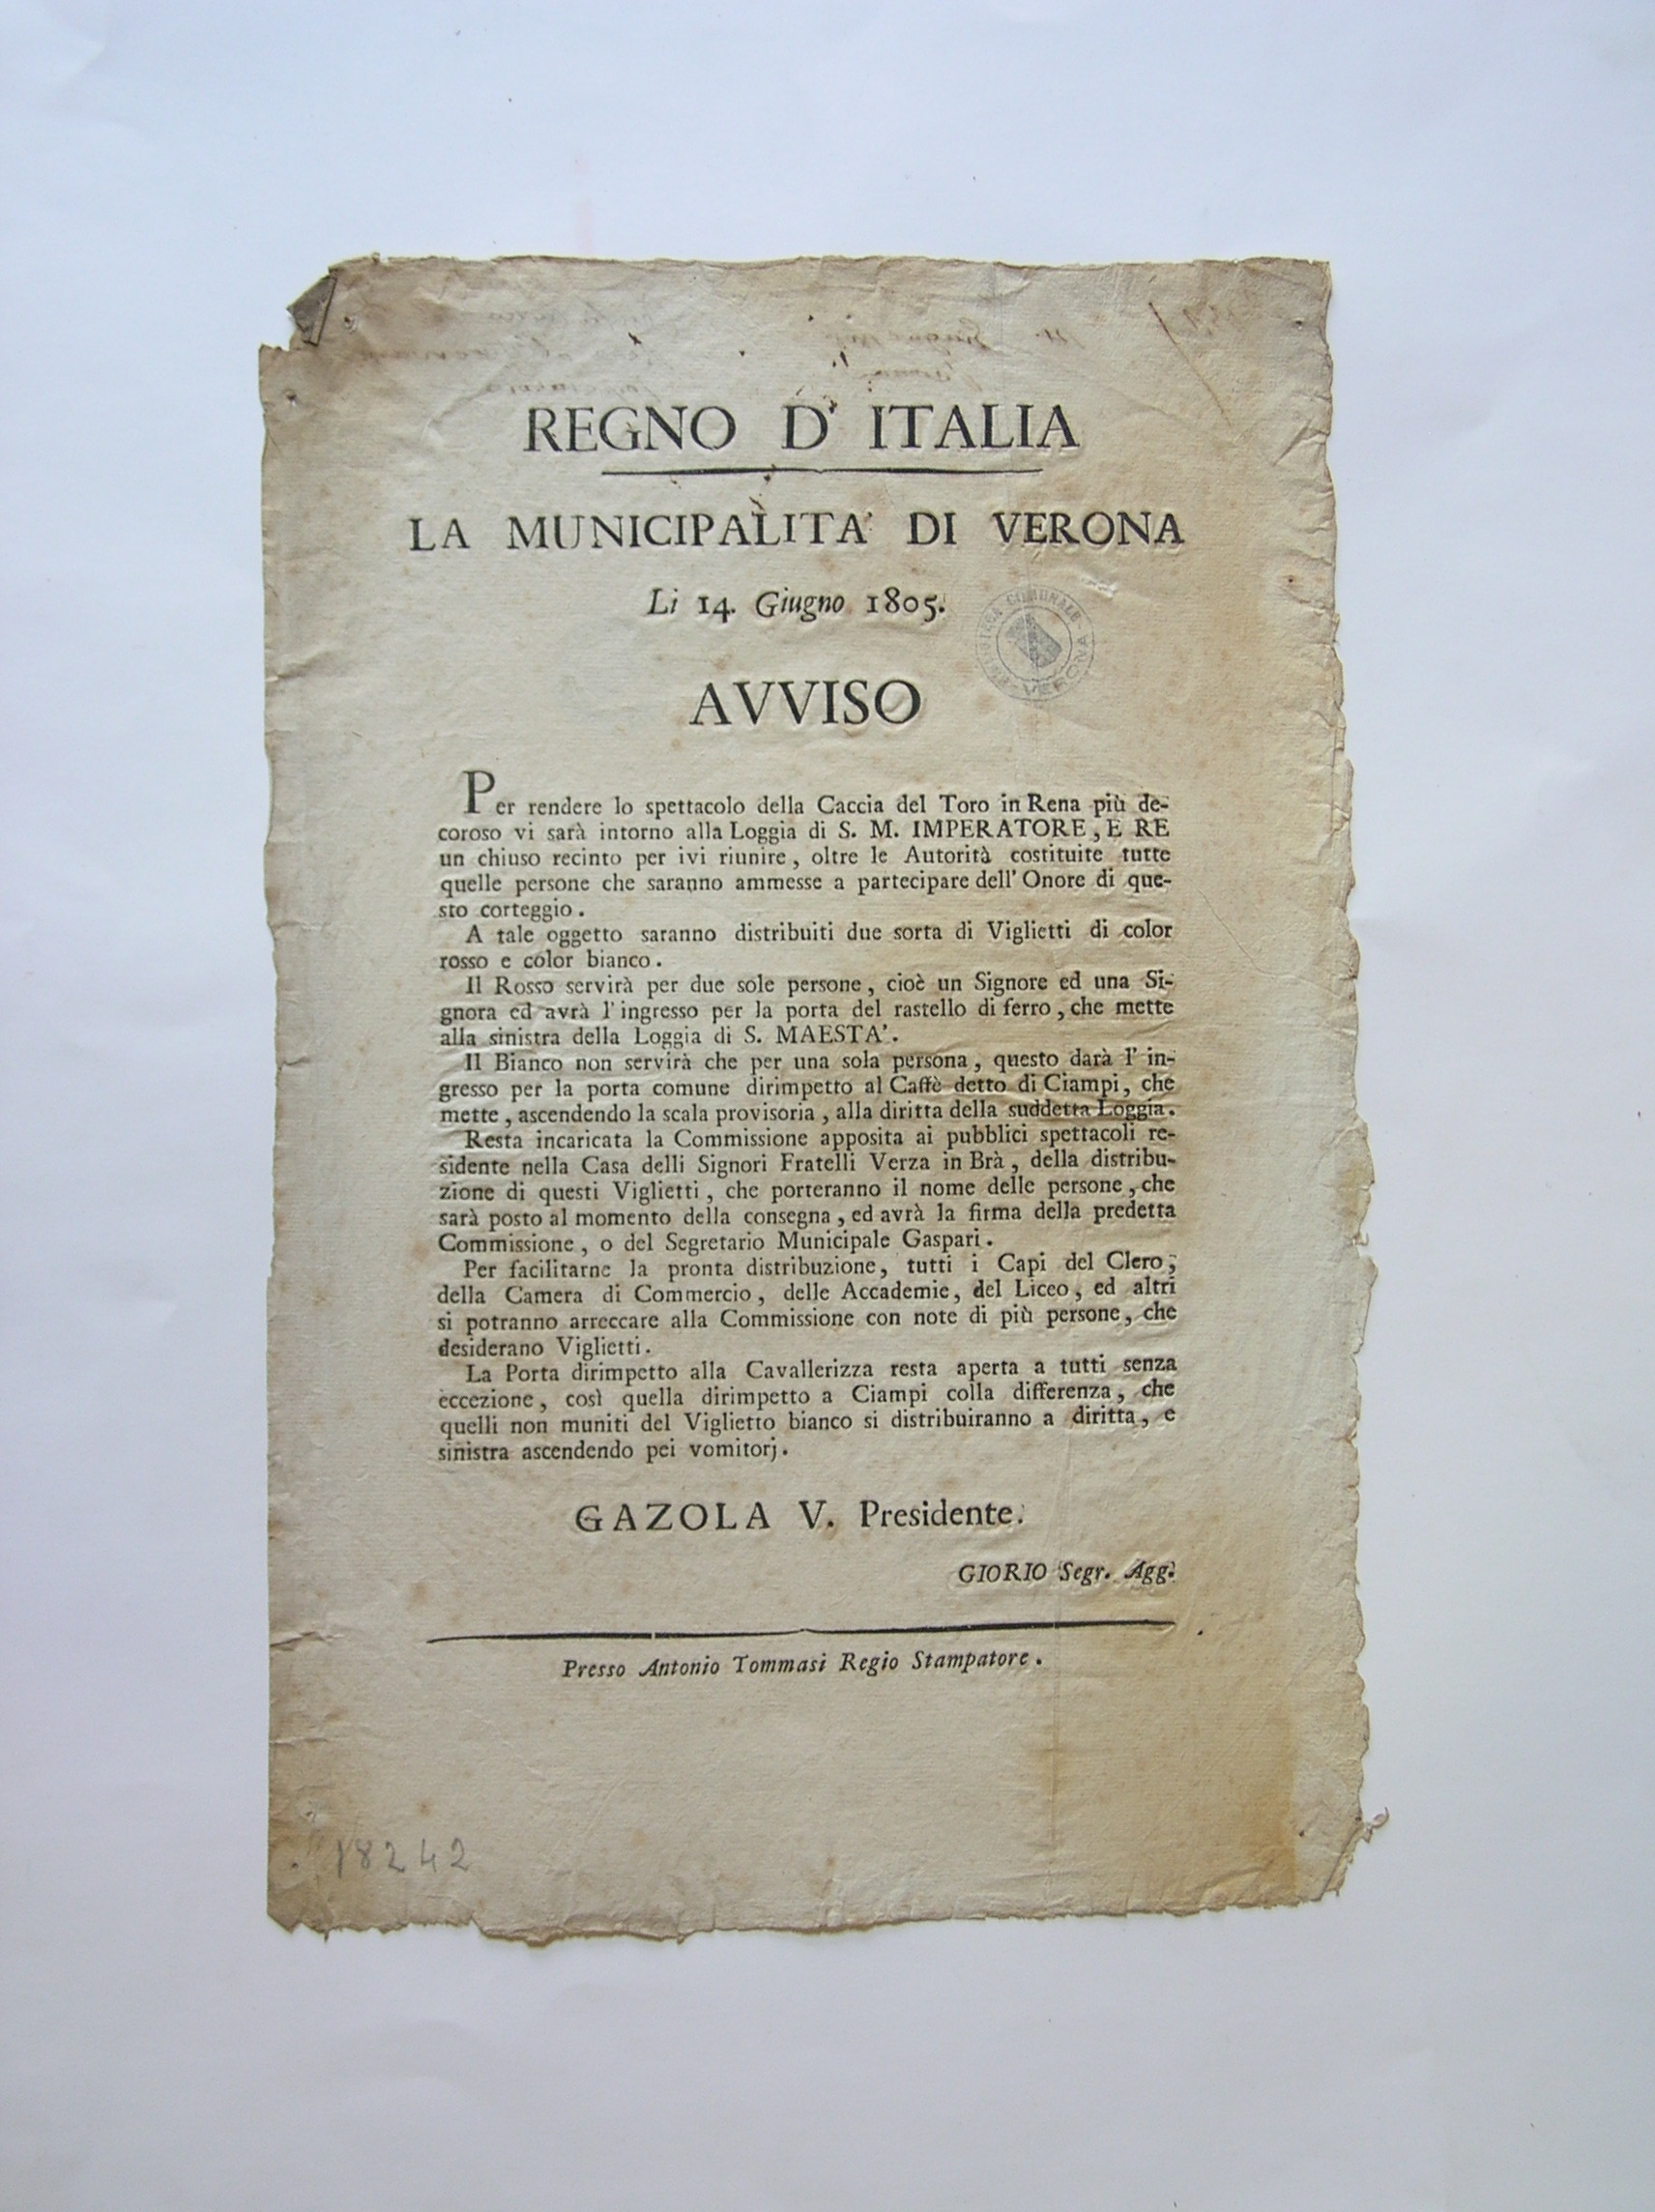 REGNO D' ITALIA
LA MUNICIPALITA' DI VERONA
Li 14. Giugno 1805.
COMUNALE
VERONA
AVVISO
Per rendere lo spettacolo della Caccia del Toro in Rena più de-
coroso vi sarà intorno alla Loggia di S. M. IMPERATORE, E RE
un chiuso recinto per ivi riunire, oltre le Autorità costituite tutte
quelle persone che saranno ammesse a partecipare dell' Onore di que-
sto corteggio.
A tale oggetto saranno distribuiti due sorta di Viglietti di color
rosso e color bianco.
Il Rosso servirà per due sole persone, cioè un Signore ed una Si-
gnora ed avrà l' ingresso per la porta del rastello di ferro, che mette
alla sinistra della Loggia di S. MAESTA'.
Il Bianco non servirà che per una sola persona, questo darà l' in-
gresso per la porta comune dirimpetto al Caffè detto di Ciampi, che
mette, ascendendo la scala provisoria, alla diritta della suddetta Loggia.
Resta incaricata la Commissione apposita ai pubblici spettacoli re-
sidente nella Casa delli Signori Fratelli Verza in Brà, della distribu-
zione di questi Viglietti, che porteranno il nome delle persone, che
sarà posto al momento della consegna, ed avrà la firma della predetta
Commissione, o del Segretario Municipale Gaspari.
Per facilitarne la pronta distribuzione, tutti i Capi del Clero,
della Camera di Commercio, delle Accademie, del Liceo, ed altri
si potranno arreccare alla Commissione con note di più persone, che
desiderano Viglietti.
La Porta dirimpetto alla Cavallerizza resta aperta a tutti senza
eccezione, così quella dirimpetto a Ciampi colla differenza, che
quelli non muniti del Viglietto bianco si distribuiranno a diritta, e
sinistra ascendendo pei vomitorj.
GAZOLA V. Presidente.
GIORIO Segr. Agg.
Presso Antonio Tommasi Regio Stampatore.
18242